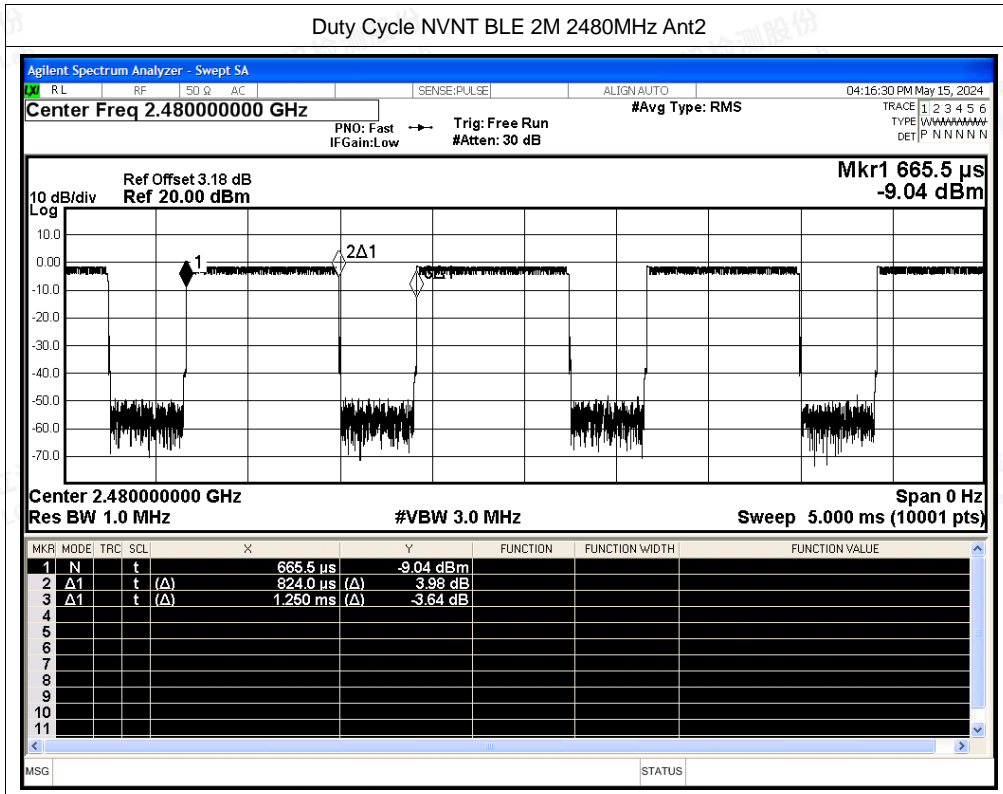 Duty Cycle NVNT BLE 2M 2480MHz Ant2
Agilent Spectrum Analyzer - Swept SA
LXI RL RF 50 Ω AC SENSE:PULSE ALIGN AUTO 04:16:30 PM May 15, 2024
Center Freq 2.480000000 GHz #Avg Type: RMS TRACE 1 2 3 4 5 6
PNO: Fast Trig: Free Run TYPE WWWWWW
IFGain:Low #Atten: 30 dB DET P N N N N N
Mkr1 665.5 µs
Ref Offset 3.18 dB
10 dB/div Ref 20.00 dBm -9.04 dBm
Log
10.0
2Δ1
0.00 1
3Δ1
-10.0
-20.0
-30.0
-40.0
-50.0
-60.0
-70.0
Center 2.480000000 GHz Span 0 Hz
Res BW 1.0 MHz #VBW 3.0 MHz Sweep 5.000 ms (10001 pts)
MKR MODE TRC SCL X Y FUNCTION FUNCTION WIDTH FUNCTION VALUE
1 N t 665.5 µs -9.04 dBm
2 Δ1 t (Δ) 824.0 µs (Δ) 3.98 dB
3 Δ1 t (Δ) 1.250 ms (Δ) -3.64 dB
4
5
6
7
8
9
10
11
MSG STATUS